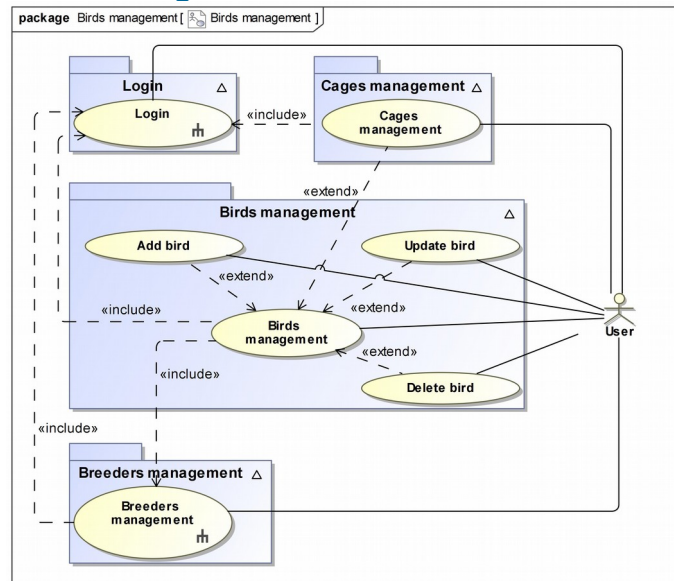 package Birds management [ Birds management ]
Login
Cages management
Login
«include»
Cages
management
«extend»
Birds management
Add bird
Update bird
«extend»
«include»
«extend»
Birds
management
User
«extend»
«include»
Delete bird
«include»
Breeders management
Breeders
management